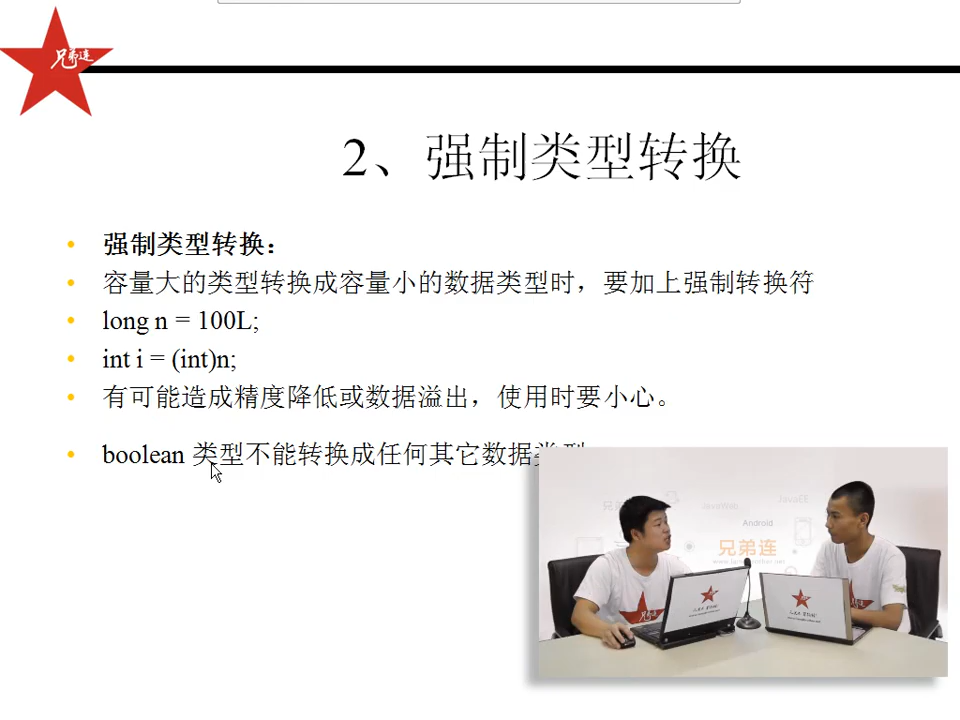 兄弟连
2、强制类型转换
强制类型转换：
容量大的类型转换成容量小的数据类型时，要加上强制转换符
long n = 100L;
int i = (int)n;
有可能造成精度降低或数据溢出，使用时要小心。
boolean 类型不能转换成任何其它数据类型
JavaEE
Android
兄弟连